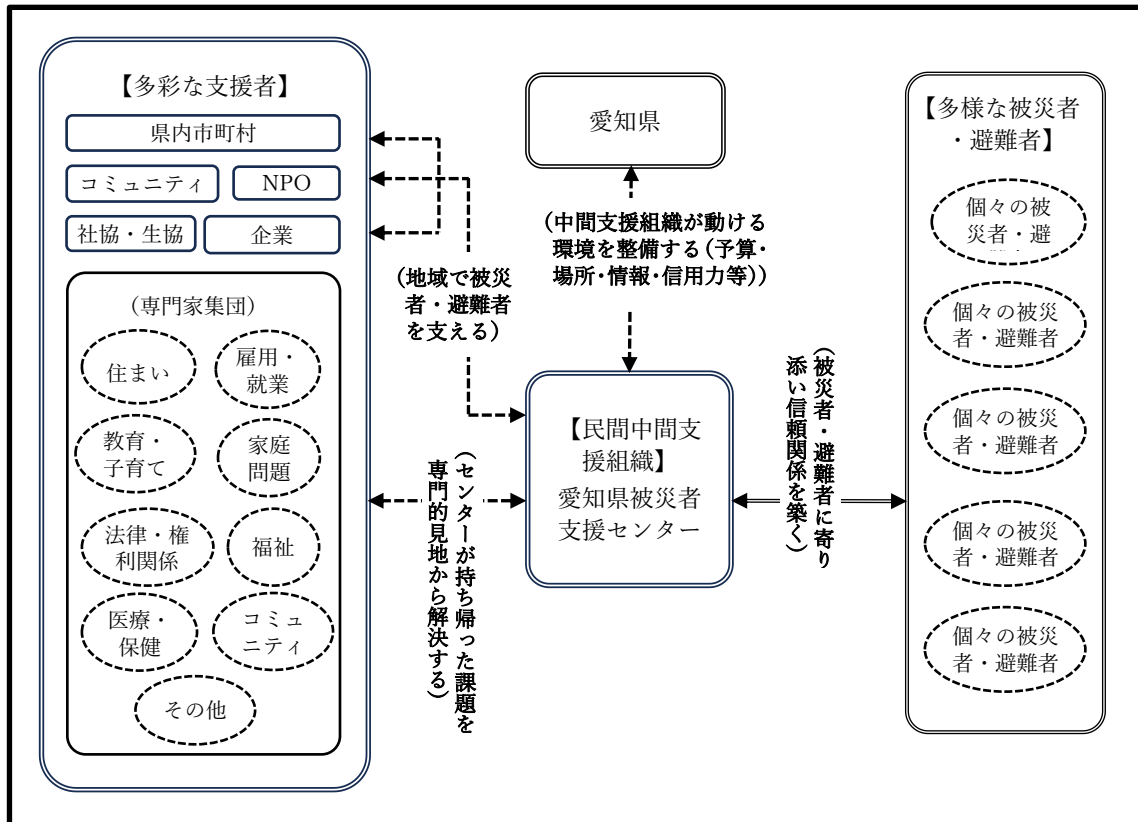 【多彩な支援者】
県内市町村
コミュニティ
NPO
社協・生協
企業
(専門家集団)
住まい
雇用・
就業
教育・
子育て
家庭
問題
法律・権
利関係
福祉
医療・
保健
コミュ
ニティ
その他
(地域で被災
者・避難者
を支える)
(センターが持ち帰った課題を
専門的見地から解決する)
愛知県
(中間支援組織が動ける
環境を整備する(予算・
場所・情報・信用力等))
【民間中間支
援組織】
愛知県被災者
支援センター
(被災者・避難者に寄り
添い信頼関係を築く)
【多様な被災者
・避難者】
個々の被
災者・避
個々の被災
者・避難者
個々の被災
者・避難者
個々の被災
者・避難者
個々の被災
者・避難者